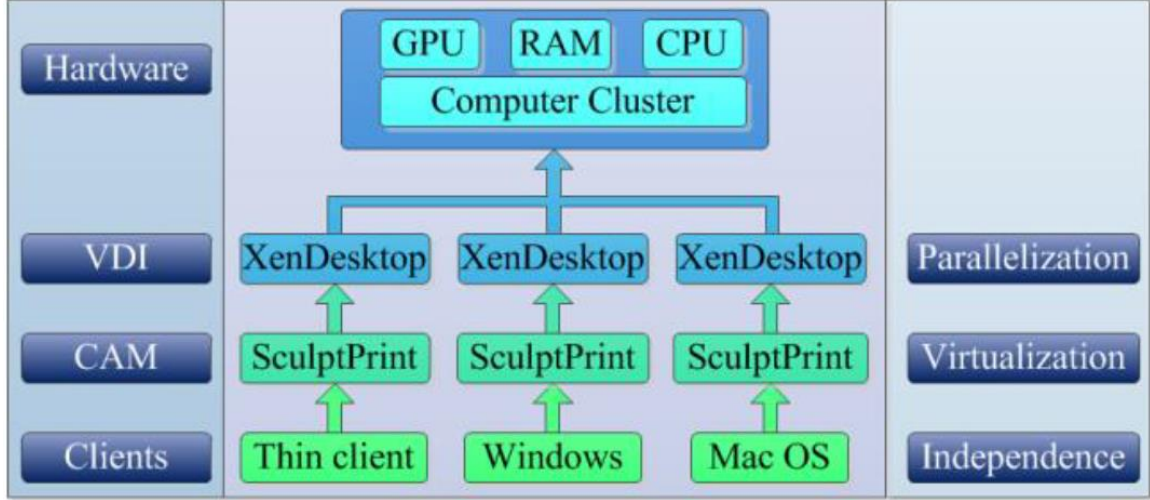 GPU RAM CPU
Hardware
Computer Cluster
VDI XenDesktop XenDesktop XenDesktop Parallelization
CAM SculptPrint SculptPrint SculptPrint Virtualization
Clients Thin client Windows Mac OS Independence